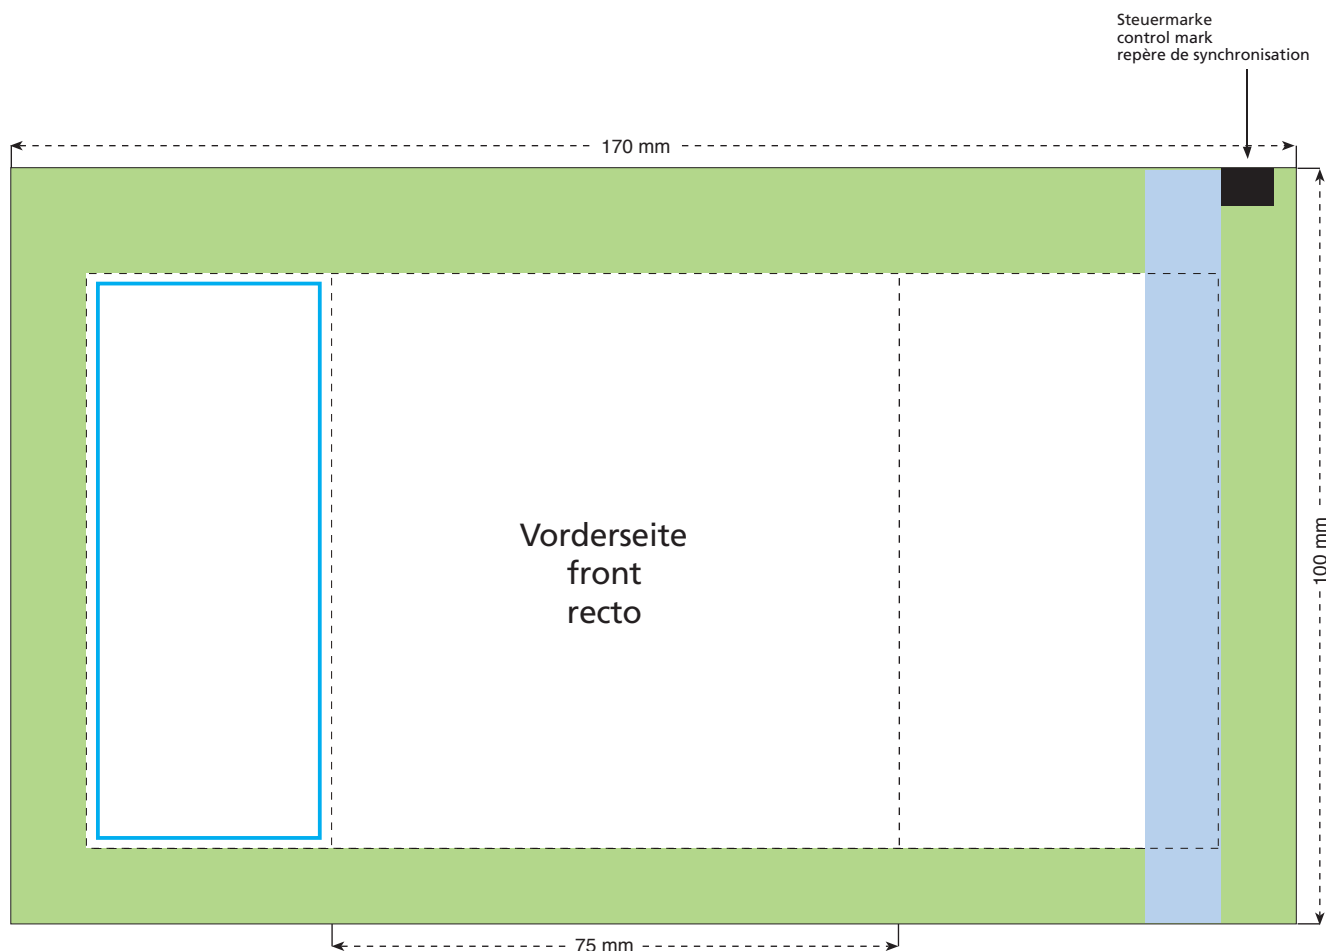 Steuermarke
control mark
repère de synchronisation
170 mm
100 mm
Vorderseite
front
recto
75 mm